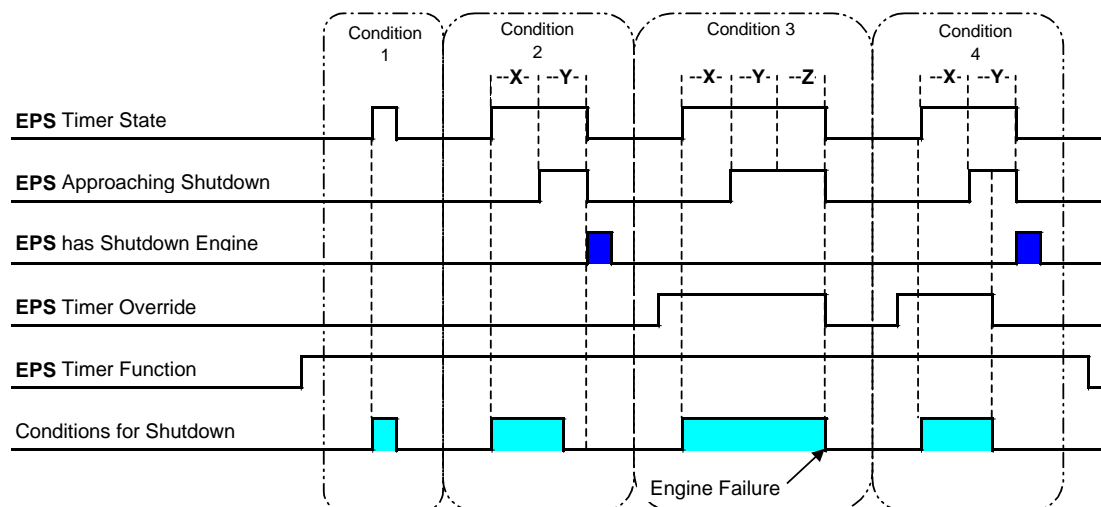 Condition
1
Condition
2
Condition 3
Condition
4
--X-
--Y-
--X-
--Y-
--Z-
--X-
--Y-
EPS Timer State
EPS Approaching Shutdown
EPS has Shutdown Engine
EPS Timer Override
EPS Timer Function
Conditions for Shutdown
Engine Failure